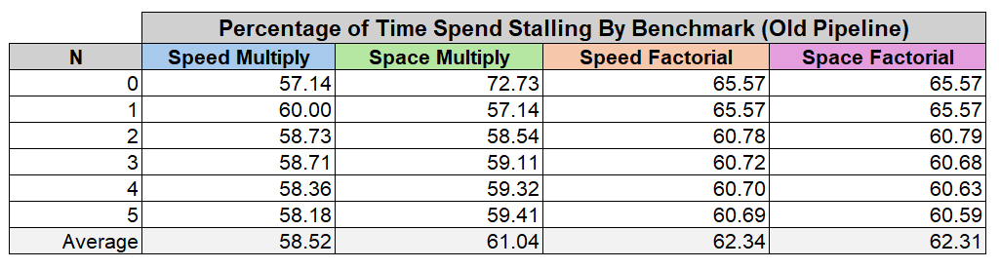 Percentage of Time Spend Stalling By Benchmark (Old Pipeline)
N Speed Multiply Space Multiply Speed Factorial Space Factorial
0 57.14 72.73 65.57 65.57
1 60.00 57.14 65.57 65.57
2 58.73 58.54 60.78 60.79
3 58.71 59.11 60.72 60.68
4 58.36 59.32 60.70 60.63
5 58.18 59.41 60.69 60.59
Average 58.52 61.04 62.34 62.31